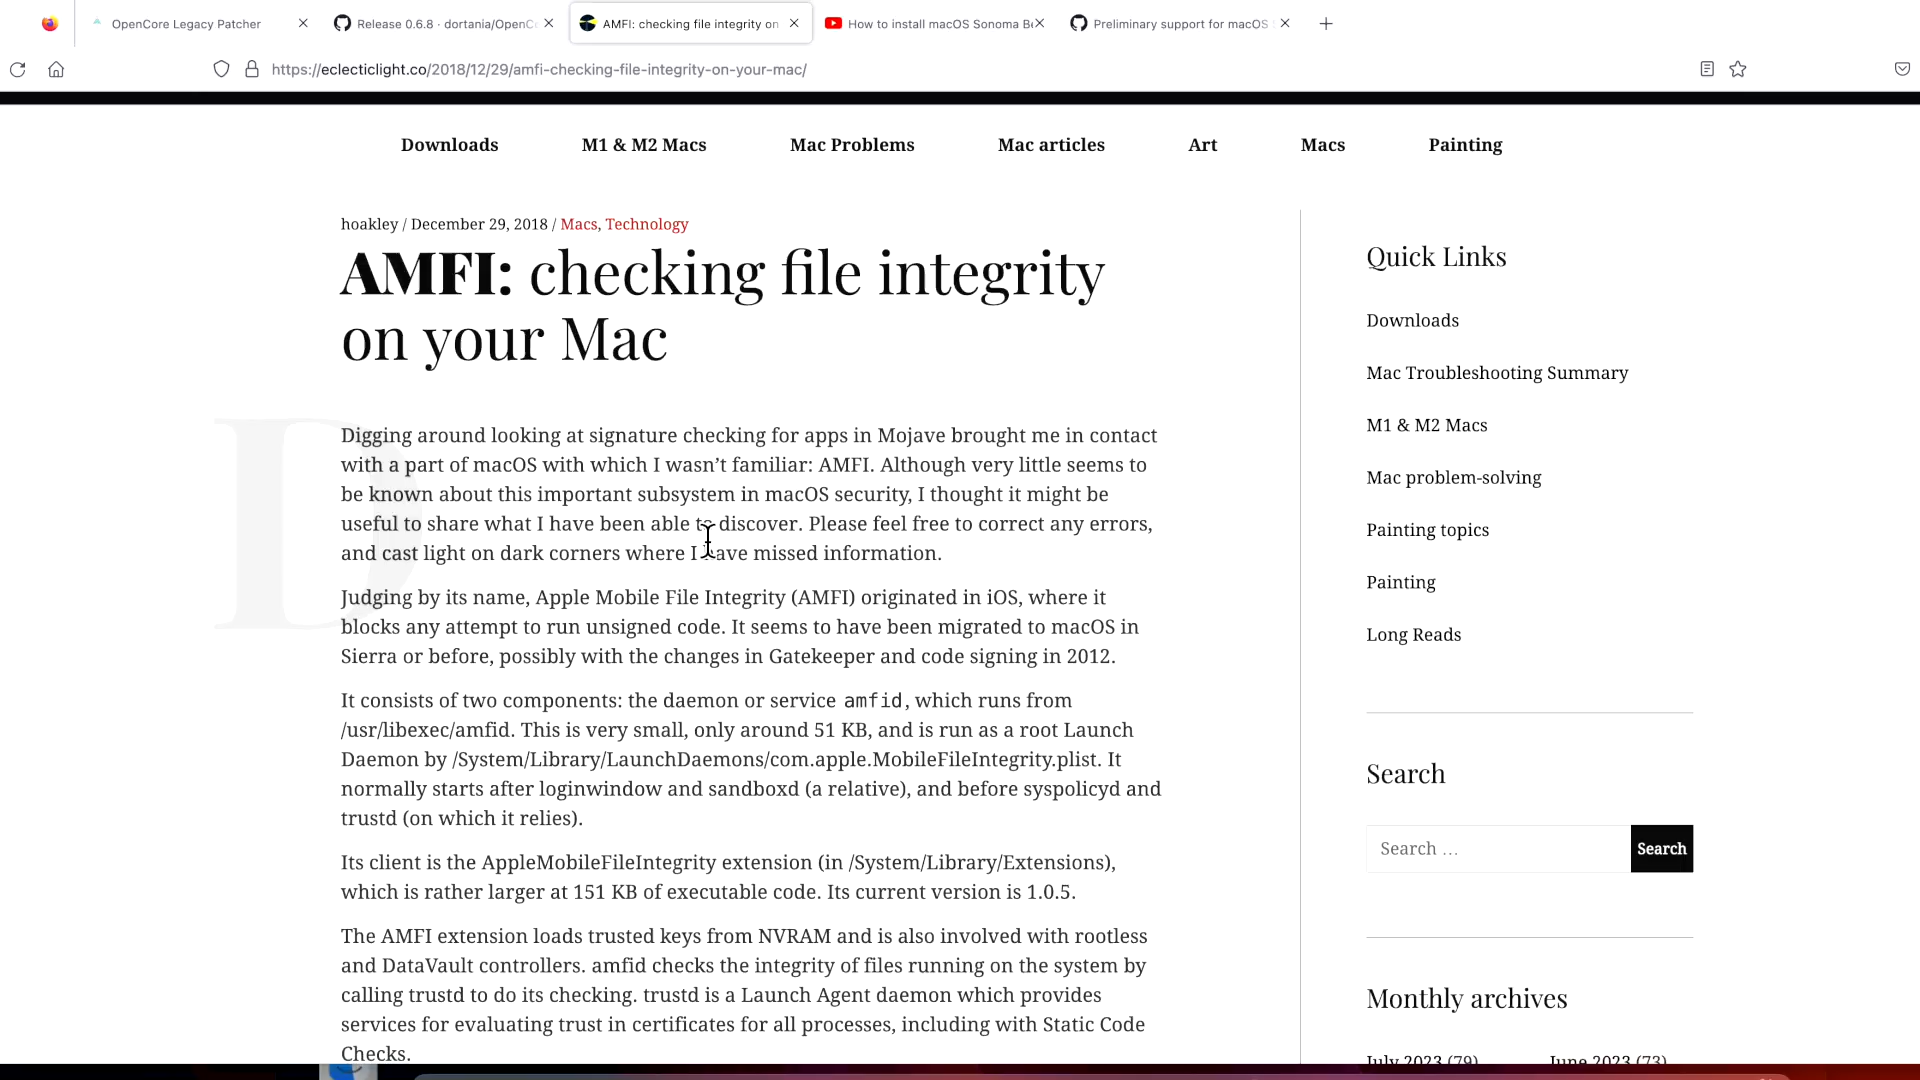 OpenCore Legacy Patcher
Release 0.6.8 · dortania/OpenC
AMFI: checking file integrity on
How to install macOS Sonoma Be
Preliminary support for macOS
https://eclecticlight.co/2018/12/29/amfi-checking-file-integrity-on-your-mac/
Downloads M1 & M2 Macs Mac Problems Mac articles Art Macs Painting
hoakley / December 29, 2018 / Macs, Technology
AMFI: checking file integrity
on your Mac
D
Digging around looking at signature checking for apps in Mojave brought me in contact
with a part of macOS with which I wasn’t familiar: AMFI. Although very little seems to
be known about this important subsystem in macOS security, I thought it might be
useful to share what I have been able to discover. Please feel free to correct any errors,
and cast light on dark corners where I have missed information.
Judging by its name, Apple Mobile File Integrity (AMFI) originated in iOS, where it
blocks any attempt to run unsigned code. It seems to have been migrated to macOS in
Sierra or before, possibly with the changes in Gatekeeper and code signing in 2012.
It consists of two components: the daemon or service amfid, which runs from
/usr/libexec/amfid. This is very small, only around 51 KB, and is run as a root Launch
Daemon by /System/Library/LaunchDaemons/com.apple.MobileFileIntegrity.plist. It
normally starts after loginwindow and sandboxd (a relative), and before syspolicyd and
trustd (on which it relies).
Its client is the AppleMobileFileIntegrity extension (in /System/Library/Extensions),
which is rather larger at 151 KB of executable code. Its current version is 1.0.5.
The AMFI extension loads trusted keys from NVRAM and is also involved with rootless
and DataVault controllers. amfid checks the integrity of files running on the system by
calling trustd to do its checking. trustd is a Launch Agent daemon which provides
services for evaluating trust in certificates for all processes, including with Static Code
Checks.
Quick Links
Downloads
Mac Troubleshooting Summary
M1 & M2 Macs
Mac problem-solving
Painting topics
Painting
Long Reads
Search
Search …
Search
Monthly archives
July 2023 (79)
June 2023 (73)